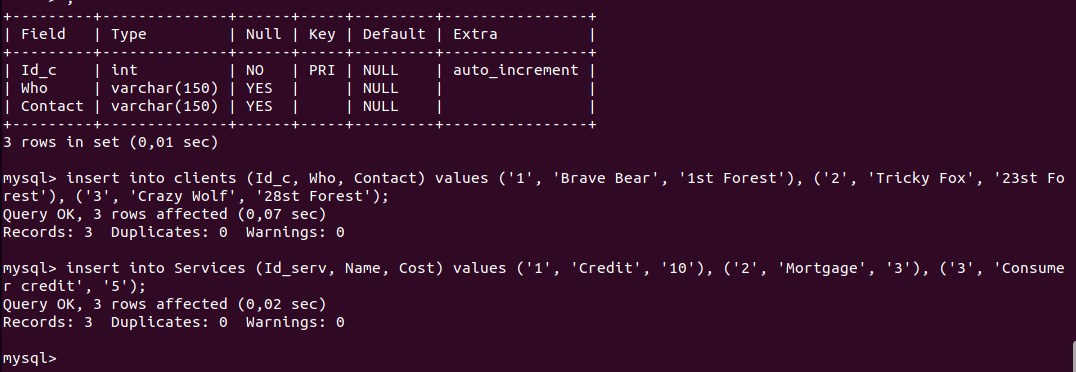 +---------+--------------+------+-----+---------+----------------+
| Field   | Type         | Null | Key | Default | Extra          |
+---------+--------------+------+-----+---------+----------------+
| Id_c    | int          | NO   | PRI | NULL    | auto_increment |
| Who     | varchar(150) | YES  |     | NULL    |                |
| Contact | varchar(150) | YES  |     | NULL    |                |
+---------+--------------+------+-----+---------+----------------+
3 rows in set (0,01 sec)

mysql> insert into clients (Id_c, Who, Contact) values ('1', 'Brave Bear', '1st Forest'), ('2', 'Tricky Fox', '23st Fo
rest'), ('3', 'Crazy Wolf', '28st Forest');
Query OK, 3 rows affected (0,07 sec)
Records: 3  Duplicates: 0  Warnings: 0

mysql> insert into Services (Id_serv, Name, Cost) values ('1', 'Credit', '10'), ('2', 'Mortgage', '3'), ('3', 'Consume
r credit', '5');
Query OK, 3 rows affected (0,02 sec)
Records: 3  Duplicates: 0  Warnings: 0

mysql>